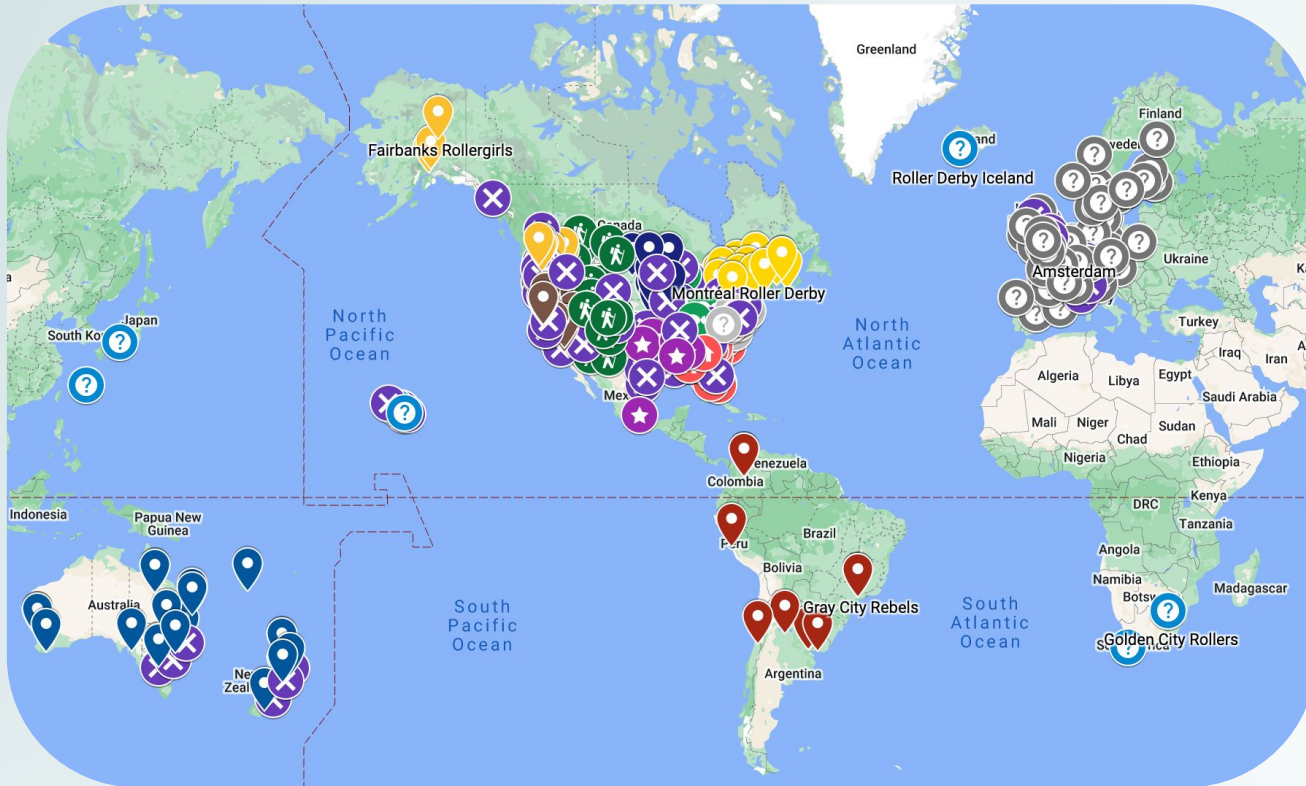 Greenland
Finland
Fairbanks Rollergirls
Roller Derby Iceland
Canada
Ukraine
Amsterdam
Montréal Roller Derby
North
Pacific
Ocean
North
Atlantic
Ocean
Japan
Turkey
Iraq
Iran
Algeria
Libya
Egypt
Saudi Arabia
Mali
Niger
Sudan
Chad
Nigeria
Ethiopia
Venezuela
Colombia
Indonesia
Papua New
Guinea
DRC
Kenya
Tanzania
Peru
Brazil
Angola
Bolivia
Namibia
Madagascar
Australia
Gray City Rebels
South
Pacific
Ocean
South
Atlantic
Ocean
Golden City Rollers
Argentina